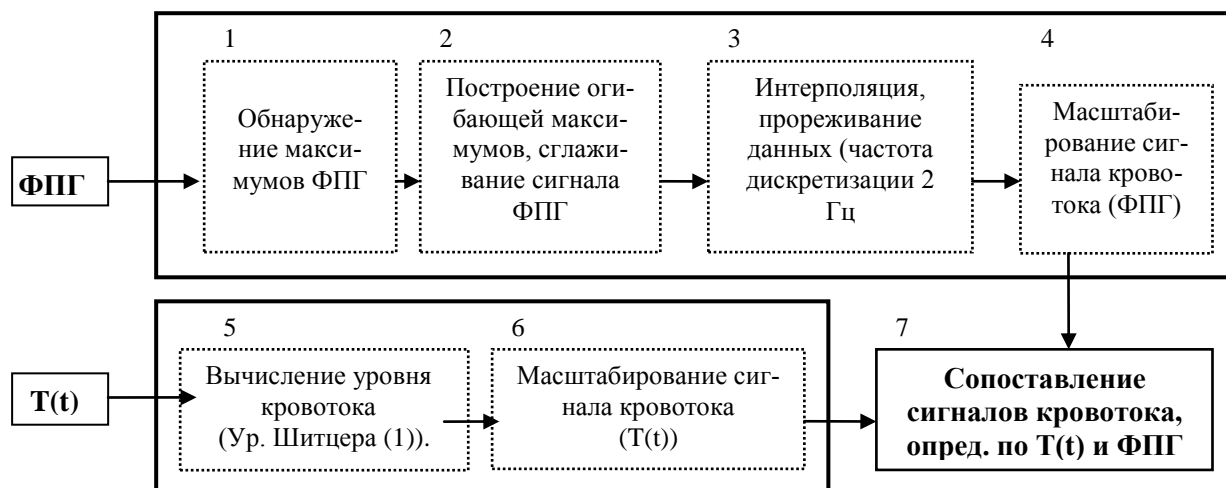 1
2
3
4
ФПГ
Обнаруже-
ние макси-
мумов ФПГ
Построение оги-
бающей макси-
мумов, сглажи-
вание сигнала
ФПГ
Интерполяция,
прореживание
данных (частота
дискретизации 2
Гц
Масштаби-
рование сиг-
нала крово-
тока (ФПГ)
5
6
7
T(t)
Вычисление уровня
кровотока
(Ур. Шитцера (1)).
Масштабирование сиг-
нала кровотока
(T(t))
Сопоставление
сигналов кровотока,
опред. по T(t) и ФПГ